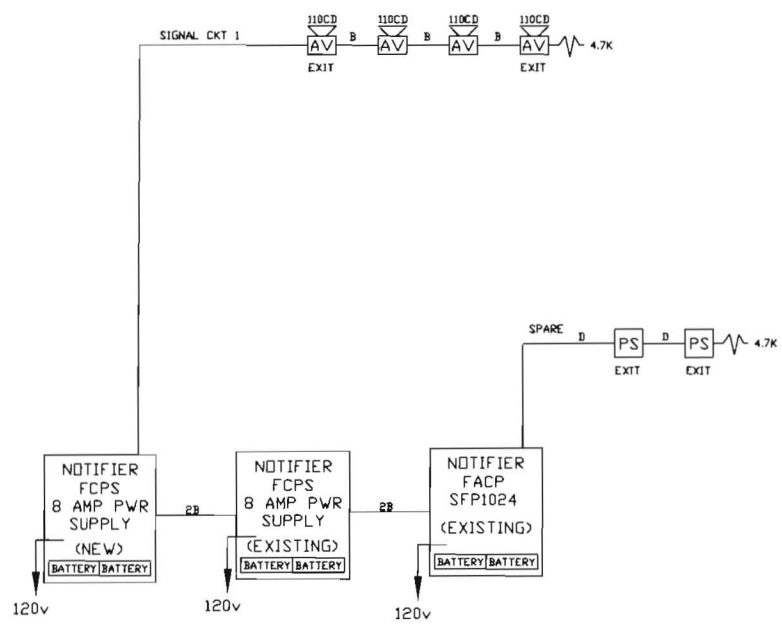 110CD 110CD 110CD 110CD
SIGNAL CKT 1 AV B AV B AV B AV 4.7K
EXIT EXIT
SPARE
D PS D PS 4.7K
EXIT EXIT
NOTIFIER
FCPS
8 AMP PWR
SUPPLY
(NEW)
BATTERY BATTERY
120v
2B
NOTIFIER
FCPS
8 AMP PWR
SUPPLY
(EXISTING)
BATTERY BATTERY
120v
2B
NOTIFIER
FACP
SFP1024
(EXISTING)
BATTERY BATTERY
120v